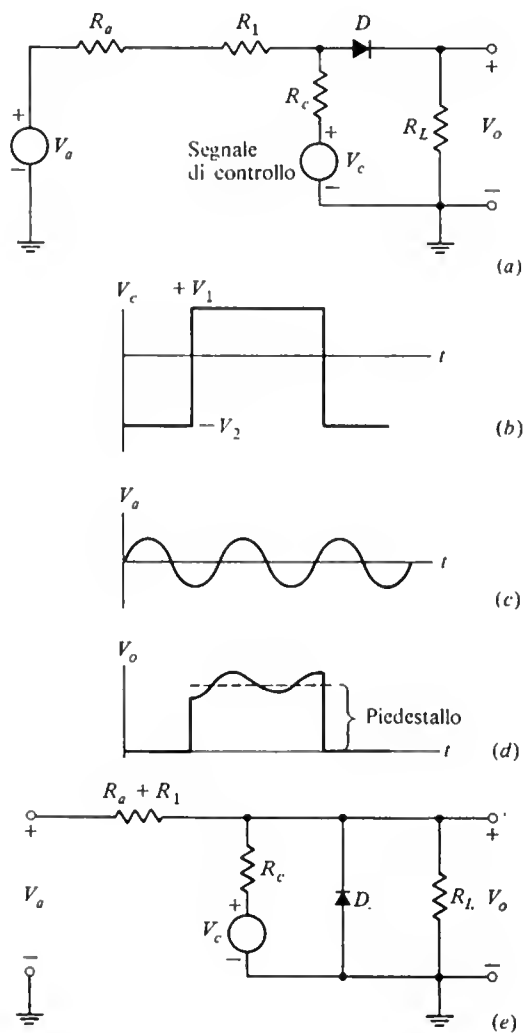 R_a R_1 D
+ R_c + +
V_a Segnale di controllo V_c R_L V_o
− − −
(a)
V_c + V_1
t
− V_2 (b)
V_a
t
(c)
V_o
Piedestallo
t
(d)
R_a + R_1
+ +
R_c
V_a + V_c D. R_L V_o
− − −
(e)